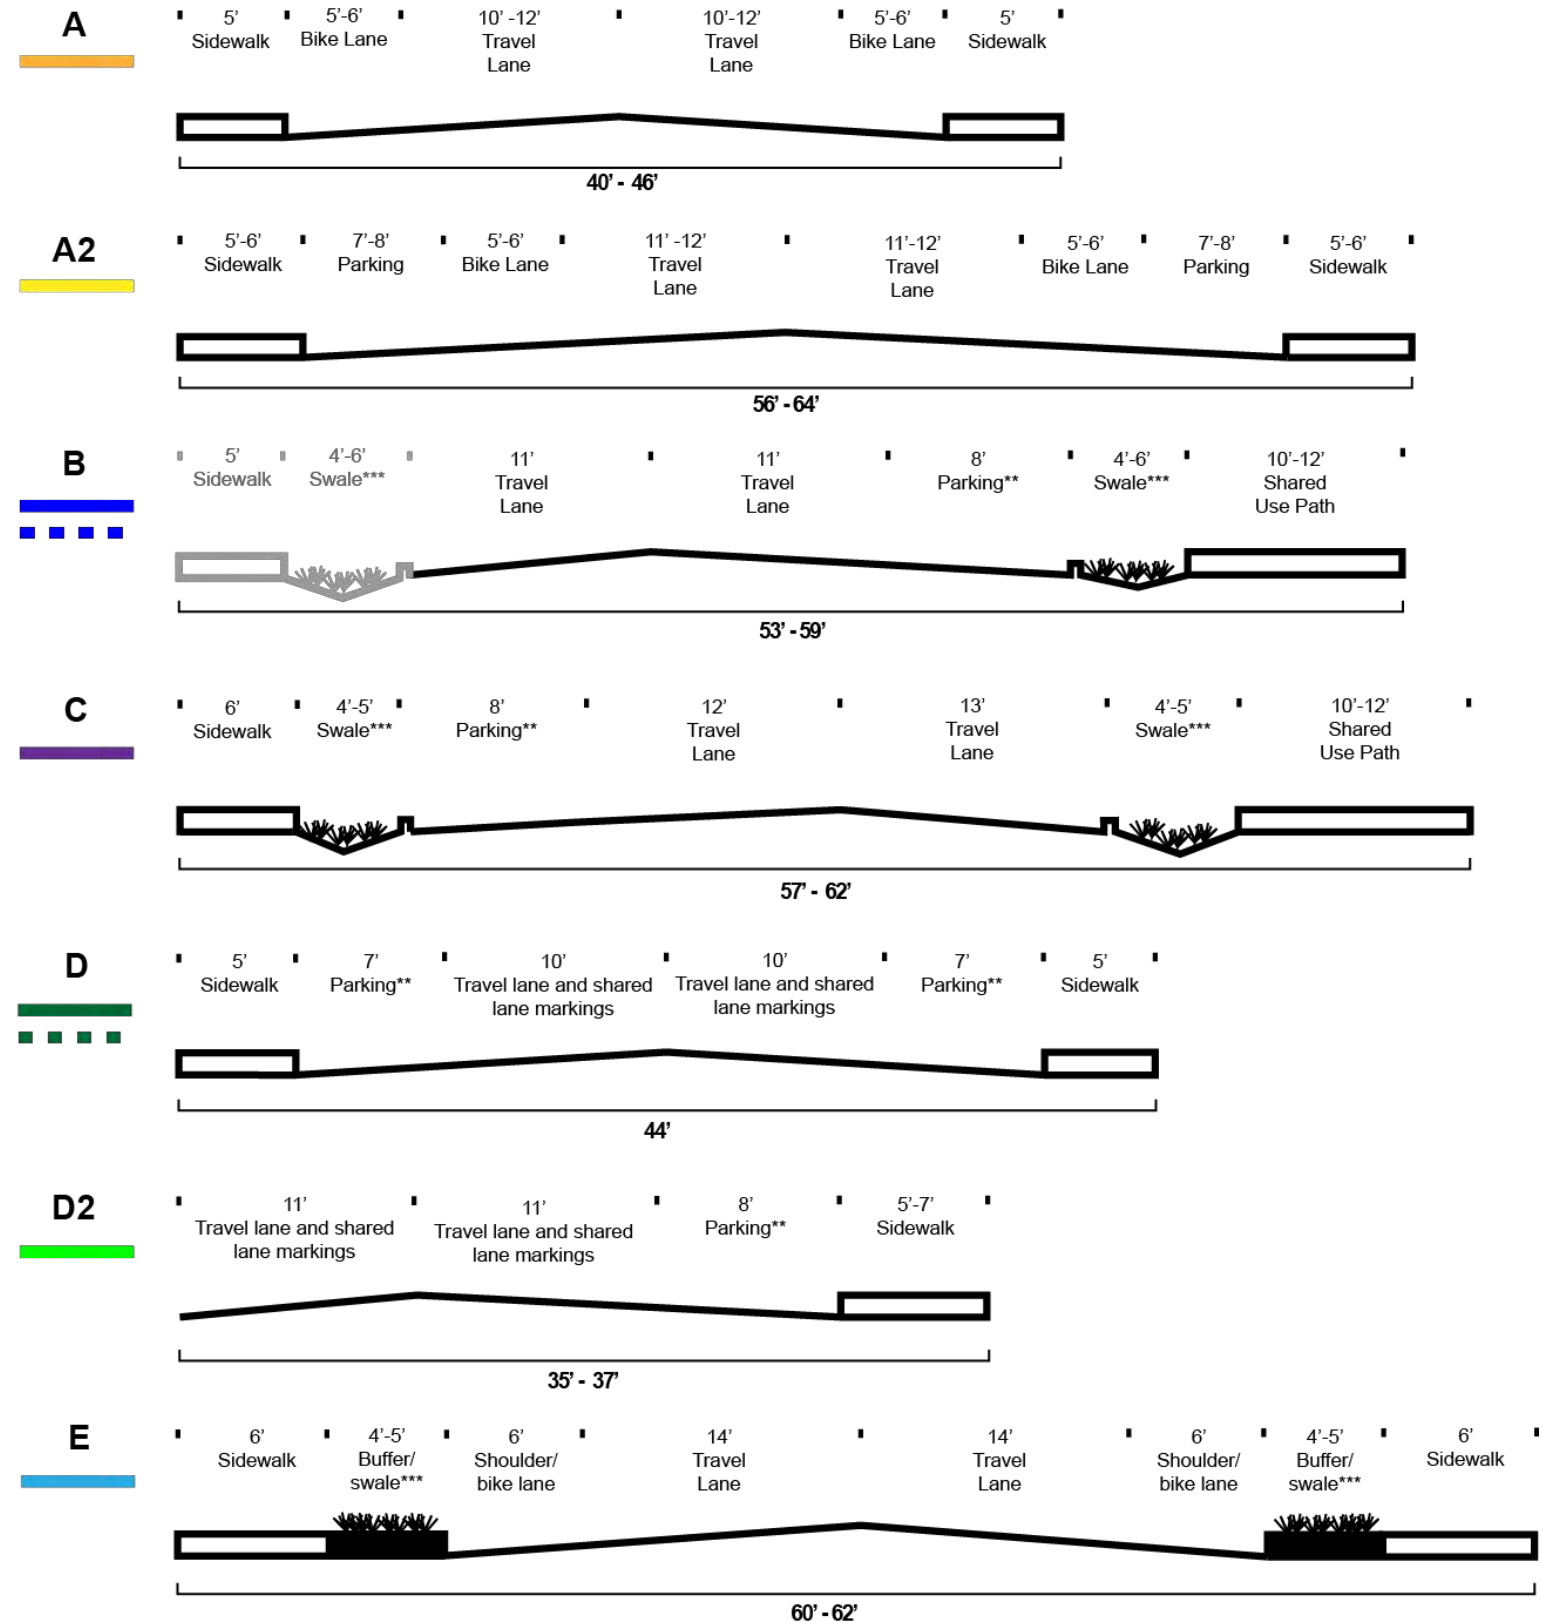 A
5’ 5’-6’ 10’ -12’ 10’-12’ 5’-6’ 5’
Sidewalk Bike Lane Travel Travel Bike Lane Sidewalk
Lane Lane
40’ - 46’
A2
5’-6’ 7’-8’ 5’-6’ 11’ -12’ 11’-12’ 5’-6’ 7’-8’ 5’-6’
Sidewalk Parking Bike Lane Travel Travel Bike Lane Parking Sidewalk
Lane Lane
56’ - 64’
B
5’ 4’-6’ 11’ 11’ 8’ 4’-6’ 10’-12’
Sidewalk Swale*** Travel Travel Parking** Swale*** Shared
Lane Lane Use Path
53’ - 59’
C
6’ 4’-5’ 8’ 12’ 13’ 4’-5’ 10’-12’
Sidewalk Swale*** Parking** Travel Travel Swale*** Shared
Lane Lane Use Path
57’ - 62’
D
5’ 7’ 10’ 10’ 7’ 5’
Sidewalk Parking** Travel lane and shared Travel lane and shared Parking** Sidewalk
lane markings lane markings
44’
D2
11’ 11’ 8’ 5’-7’
Travel lane and shared Travel lane and shared Parking** Sidewalk
lane markings lane markings
35’ - 37’
E
6’ 4’-5’ 6’ 14’ 14’ 6’ 4’-5’ 6’
Sidewalk Buffer/ Shoulder/ Travel Travel Shoulder/ Buffer/ Sidewalk
swale*** bike lane Lane Lane bike lane swale***
60’ - 62’